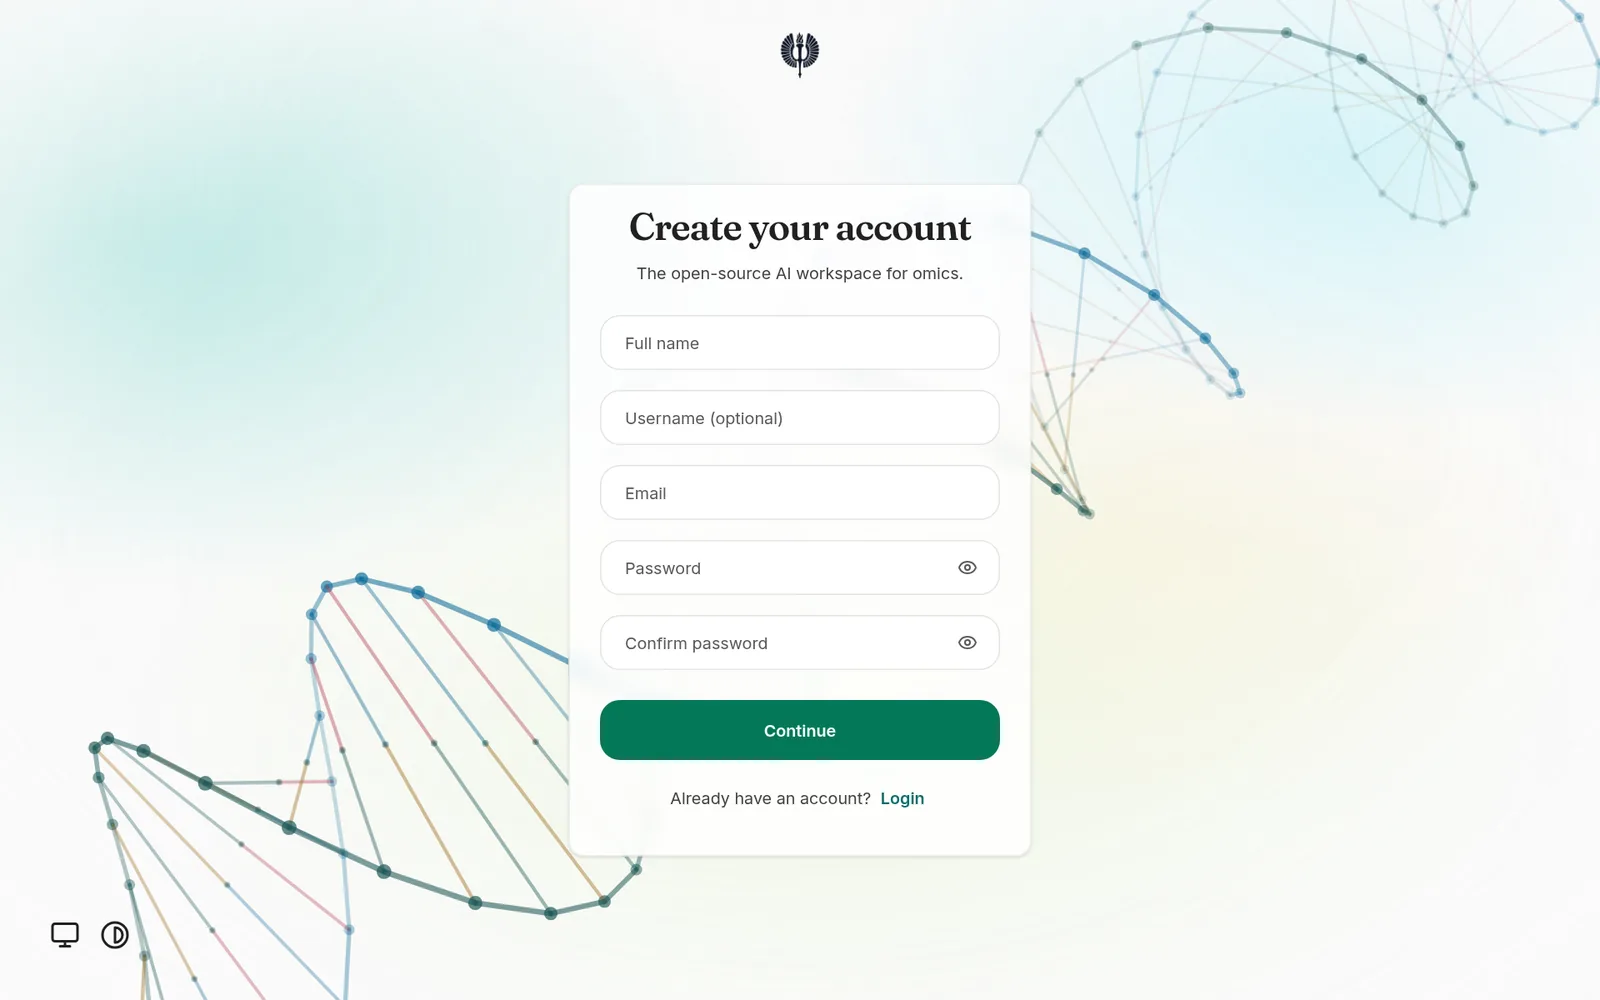 Create your account
The open-source AI workspace for omics.
Full name
Username (optional)
Email
Password
Confirm password
Continue
Already have an account? Login